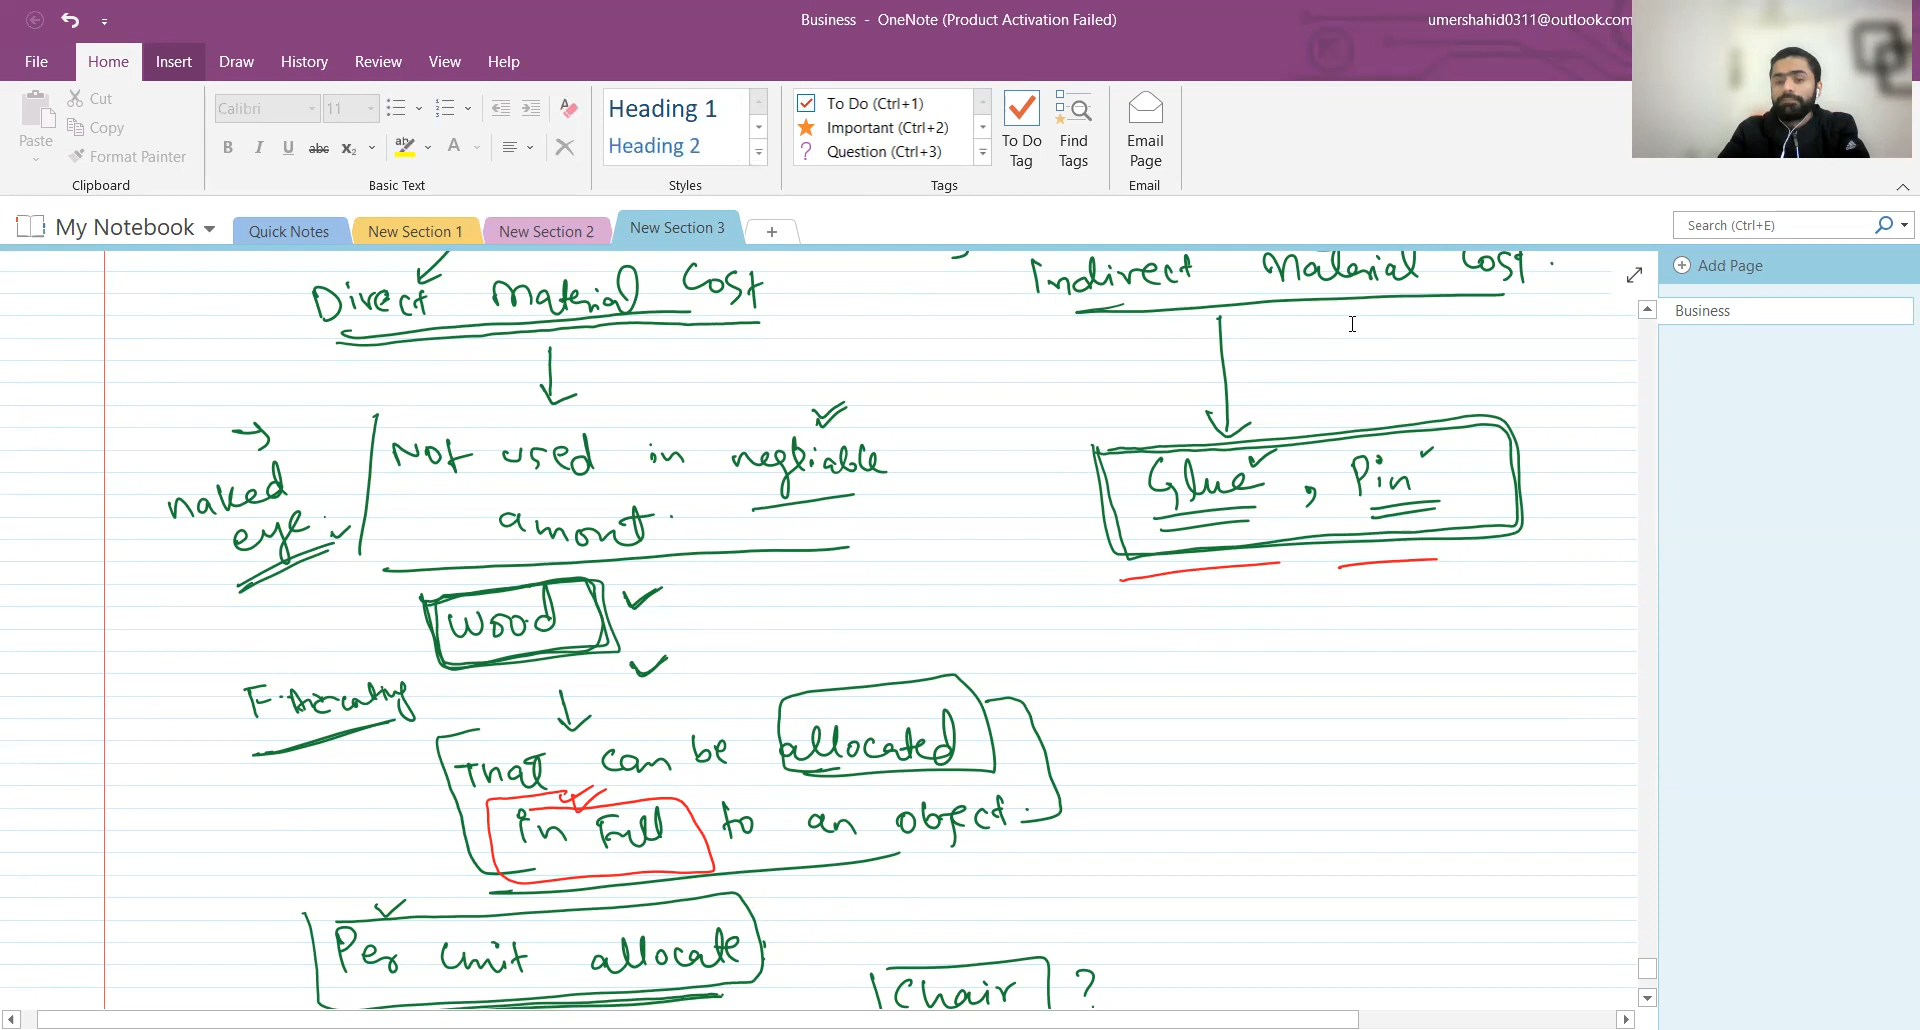 Business - OneNote (Product Activation Failed)
umershahid0311@outlook.com
File Home Insert Draw History Review View Help
Paste
Cut
Copy
Format Painter
Clipboard
Calibri 11
B I U abc X₂ ab A
Basic Text
Heading 1
Heading 2
Styles
To Do (Ctrl+1)
Important (Ctrl+2)
? Question (Ctrl+3)
To Do Tag
Find Tags
Tags
Email Page
Email
My Notebook
Quick Notes New Section 1 New Section 2 New Section 3 +
Search (Ctrl+E)
Add Page
Business
Direct Material Cost
Indirect Material Cost.
naked
eye.
Not used in negliable
amont.
Glue, Pin
Wood
That can be allocated
in Full to an object.
Per unit allocate.
Chair ?